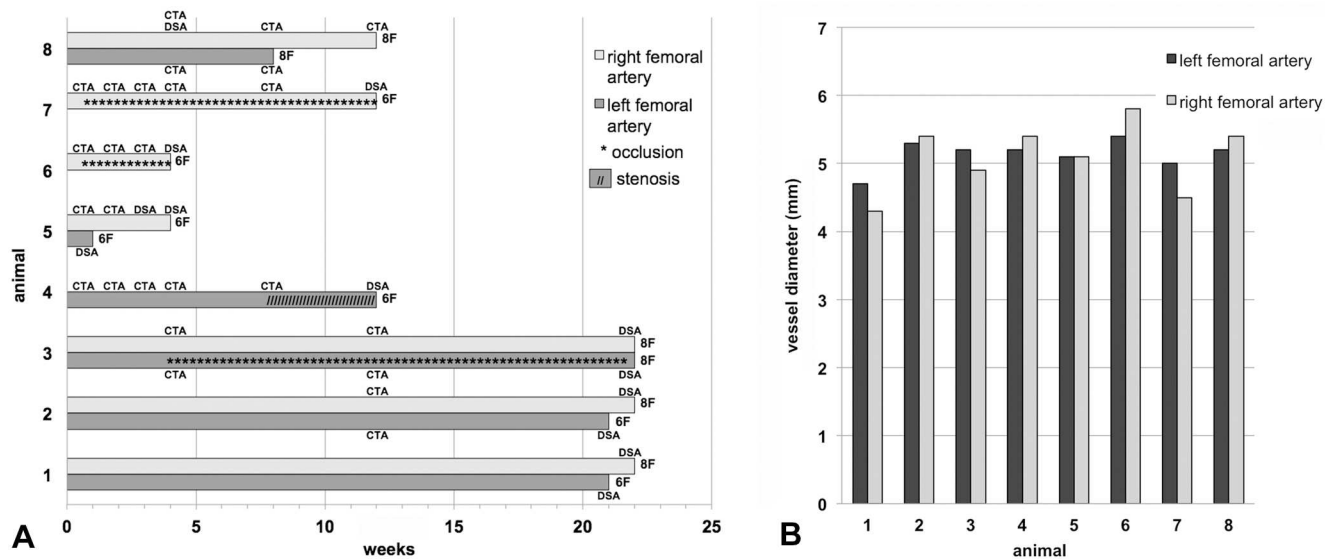 CTA
DSA CTA CTA
8F
8
8F
CTA CTA
CTA CTA CTA CTA CTA DSA
6F
7
************************************
CTA CTA CTA DSA
6F
6
***********
CTA CTA DSA DSA
6F
5
6F
DSA
CTA CTA CTA CTA CTA DSA
4
6F
CTA CTA DSA
8F
3
8F
CTA CTA DSA
CTA DSA
8F
2
6F
CTA DSA
DSA
8F
1
6F
DSA
animal
right femoral
artery
left femoral
artery
* occlusion
// stenosis
0 5 10 15 20 25
weeks
A
7
6
5
4
3
2
1
0
vessel diameter (mm)
left femoral artery
right femoral artery
1 2 3 4 5 6 7 8
animal
B